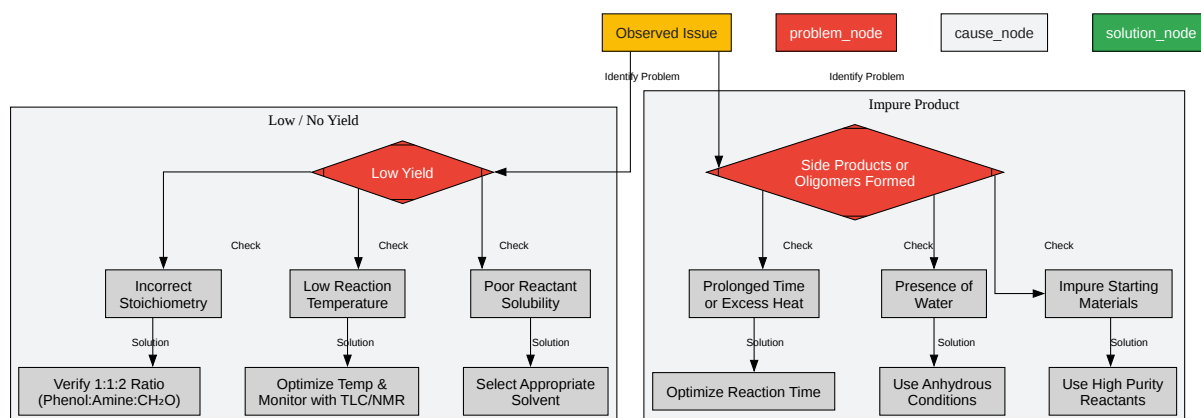 Observed Issue
problem_node
cause_node
solution_node
Identify Problem
Identify Problem
Low / No Yield
Impure Product
Low Yield
Side Products or
Oligomers Formed
Check
Check
Check
Check
Check
Check
Incorrect
Stoichiometry
Low Reaction
Temperature
Poor Reactant
Solubility
Prolonged Time
or Excess Heat
Presence of
Water
Impure Starting
Materials
Solution
Solution
Solution
Solution
Solution
Solution
Verify 1:1:2 Ratio
(Phenol:Amine:CH₂O)
Optimize Temp &
Monitor with TLC/NMR
Select Appropriate
Solvent
Optimize Reaction Time
Use Anhydrous
Conditions
Use High Purity
Reactants